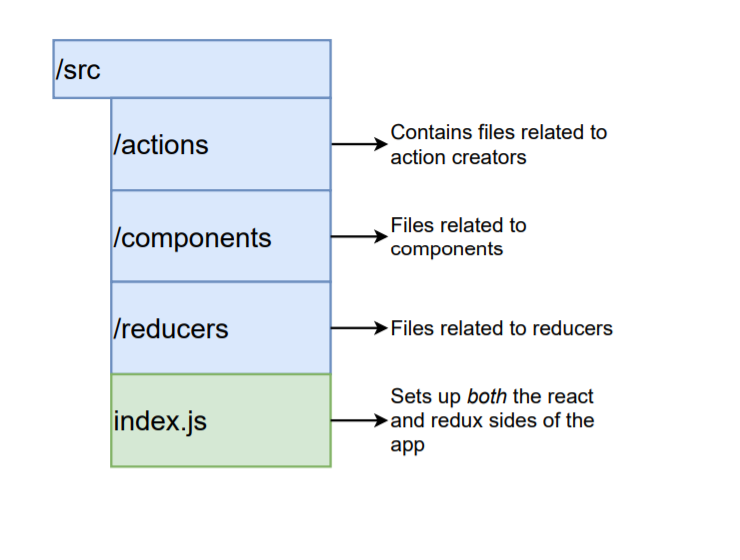 /src
/actions
Contains files related to
action creators
/components
Files related to
components
/reducers
Files related to reducers
index.js
Sets up both the react
and redux sides of the
app